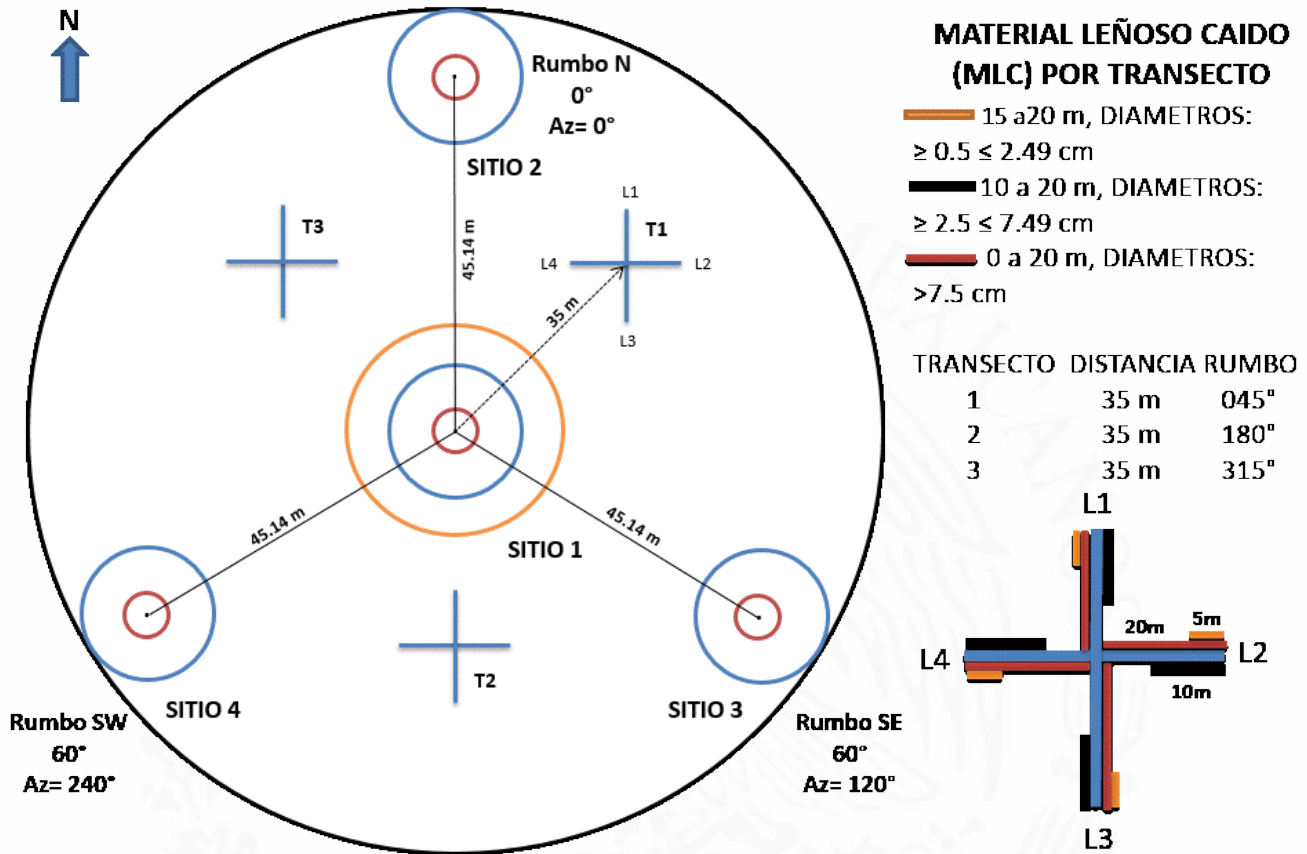 N
Rumbo N
0°
Az= 0°
SITIO 2
T3
L1
T1
L4
L2
L3
45.14 m
35 m
SITIO 1
45.14 m
45.14 m
T2
SITIO 4
SITIO 3
Rumbo SW
60°
Az= 240°
Rumbo SE
60°
Az= 120°
MATERIAL LEÑOSO CAIDO
(MLC) POR TRANSECTO
15 a20 m, DIAMETROS:
≥ 0.5 ≤ 2.49 cm
10 a 20 m, DIAMETROS:
≥ 2.5 ≤ 7.49 cm
0 a 20 m, DIAMETROS:
>7.5 cm
TRANSECTO DISTANCIA RUMBO
1 35 m 045°
2 35 m 180°
3 35 m 315°
L1
5m
20m
L4
L2
10m
L3